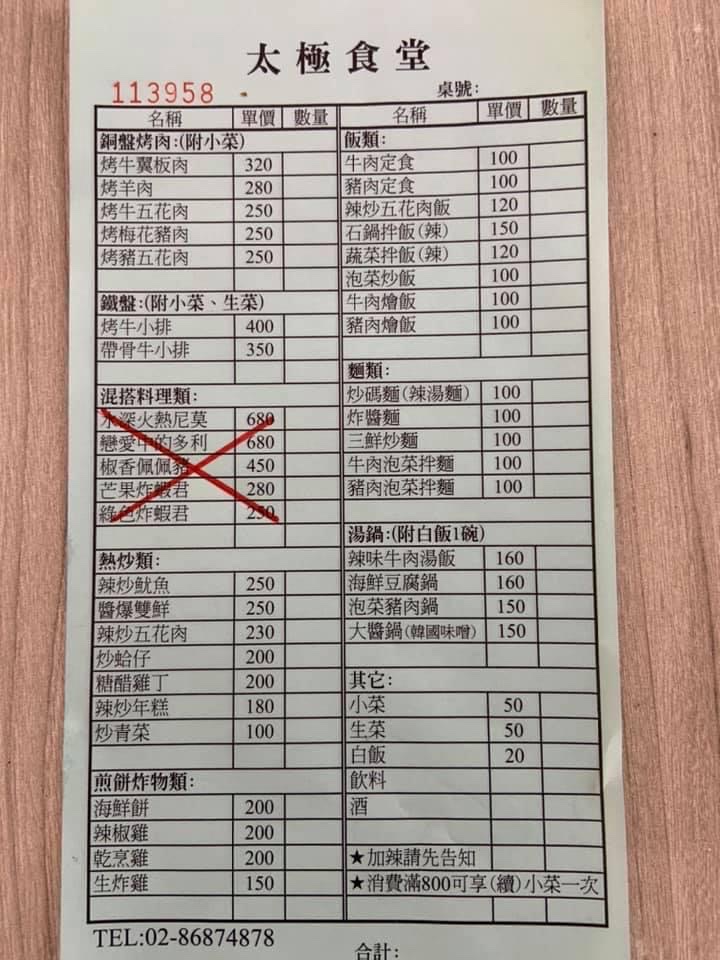 太極食堂
113958
桌號：
名稱 單價 數量
銅盤烤肉：(附小菜)
烤牛翼板肉 320
烤羊肉 280
烤牛五花肉 250
烤梅花豬肉 250
烤豬五花肉 250
鐵盤：(附小菜、生菜)
烤牛小排 400
帶骨牛小排 350
混搭料理類：
水深火熱尼莫 680
戀愛中的多利 680
椒香佩佩豬 450
芒果炸蝦君 280
綠色炸蝦君 250
熱炒類：
辣炒魷魚 250
醬爆雙鮮 250
辣炒五花肉 230
炒蛤仔 200
糖醋雞丁 200
辣炒年糕 180
炒青菜 100
煎餅炸物類：
海鮮餅 200
辣椒雞 200
乾烹雞 200
生炸雞 150
名稱 單價 數量
飯類：
牛肉定食 100
豬肉定食 100
辣炒五花肉飯 120
石鍋拌飯(辣) 150
蔬菜拌飯(辣) 120
泡菜炒飯 100
牛肉燴飯 100
豬肉燴飯 100
麵類：
炒碼麵(辣湯麵) 100
炸醬麵 100
三鮮炒麵 100
牛肉泡菜拌麵 100
豬肉泡菜拌麵 100
湯鍋：(附白飯1碗)
辣味牛肉湯飯 160
海鮮豆腐鍋 160
泡菜豬肉鍋 150
大醬鍋(韓國味噌) 150
其它：
小菜 50
生菜 50
白飯 20
飲料
酒
★加辣請先告知
★消費滿800可享(續)小菜一次
TEL:02-86874878
合計：